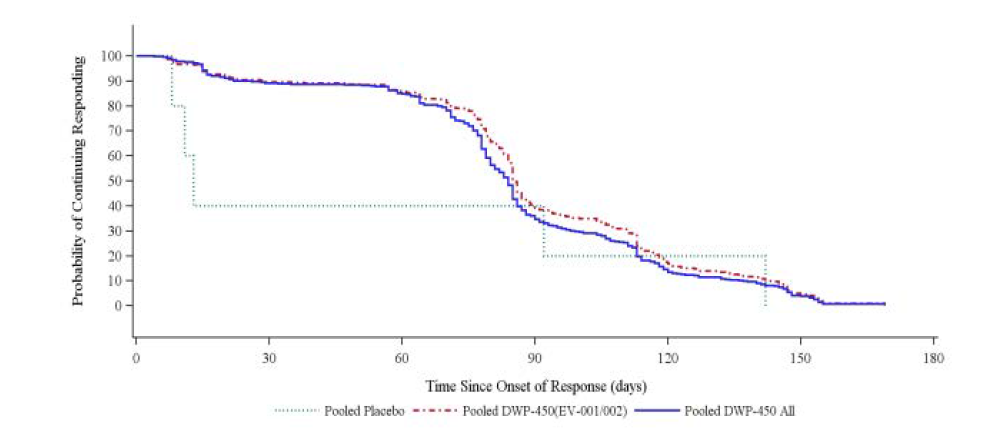 Probability of Continuing Responding
100
90
80
70
60
50
40
30
20
10
0
0 30 60 90 120 150 180
Time Since Onset of Response (days)
Pooled Placebo Pooled DWP-450(EV-001/002) Pooled DWP-450 All